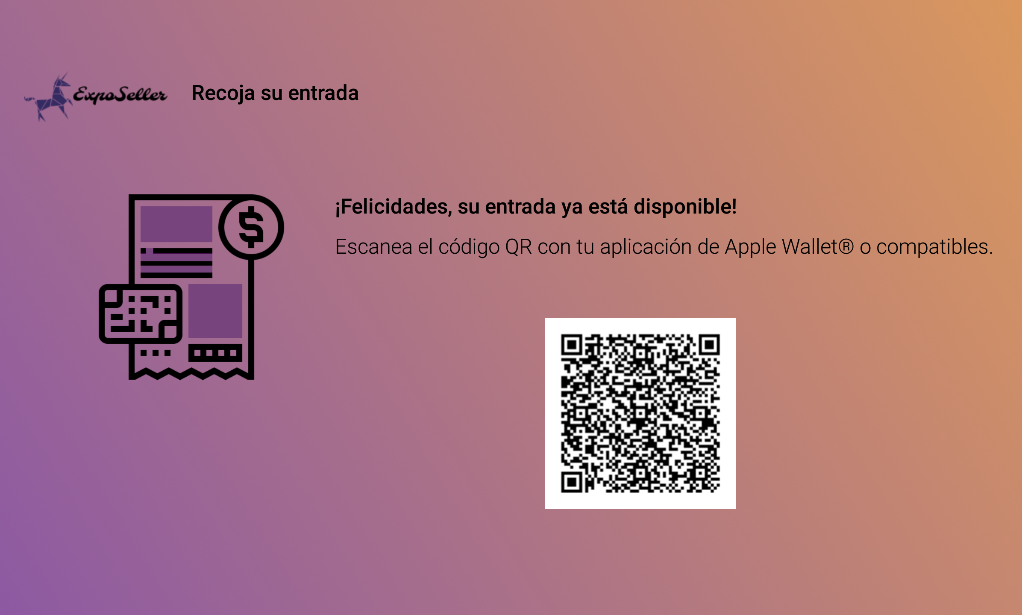 ExpoSeller Recoja su entrada
¡Felicidades, su entrada ya está disponible!
Escanea el código QR con tu aplicación de Apple Wallet® o compatibles.